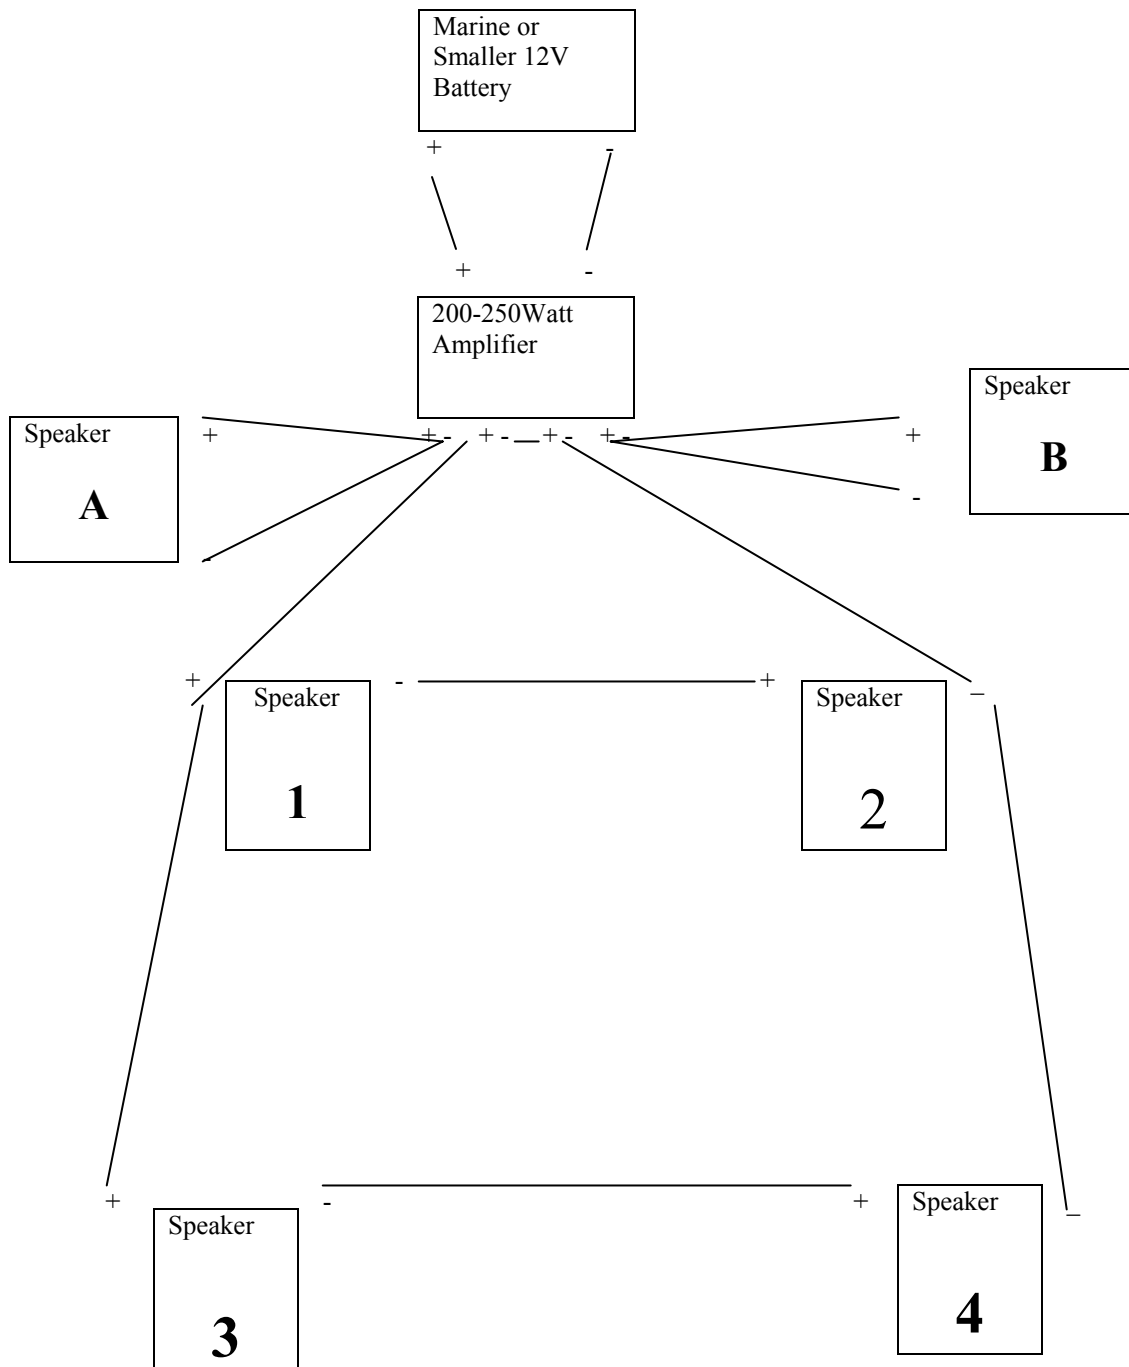 Marine or
Smaller 12V
Battery
+ -
+ -
200-250Watt
Amplifier
Speaker
A
+
-
+ - + - + - + -
Speaker
B
+
-
+ Speaker - + Speaker –
1 2
+ - + –
Speaker
3
Speaker
4